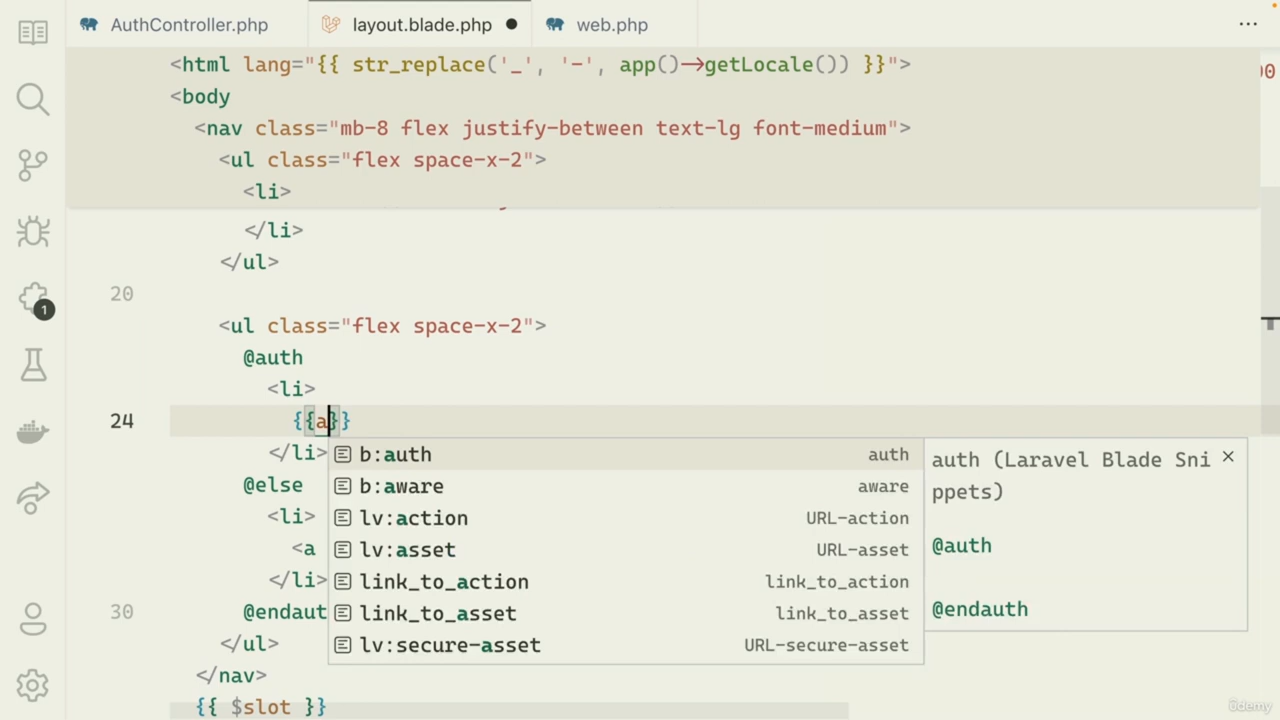 AuthController.php
layout.blade.php
web.php
<html lang="{{ str_replace('_', '-', app()->getLocale()) }}">
<body
<nav class="mb-8 flex justify-between text-lg font-medium">
<ul class="flex space-x-2">
<li>
</li>
</ul>
20
<ul class="flex space-x-2">
@auth
<li>
24 {{a}}
</li>
@else
<li>
<a
</li>
30 @endaut
</ul>
</nav>
{{ $slot }}
b:auth auth
b:aware aware
lv:action URL-action
lv:asset URL-asset
link_to_action link_to_action
link_to_asset link_to_asset
lv:secure-asset URL-secure-asset
auth (Laravel Blade Sni
ppets)
@auth
@endauth
1
ûdemy